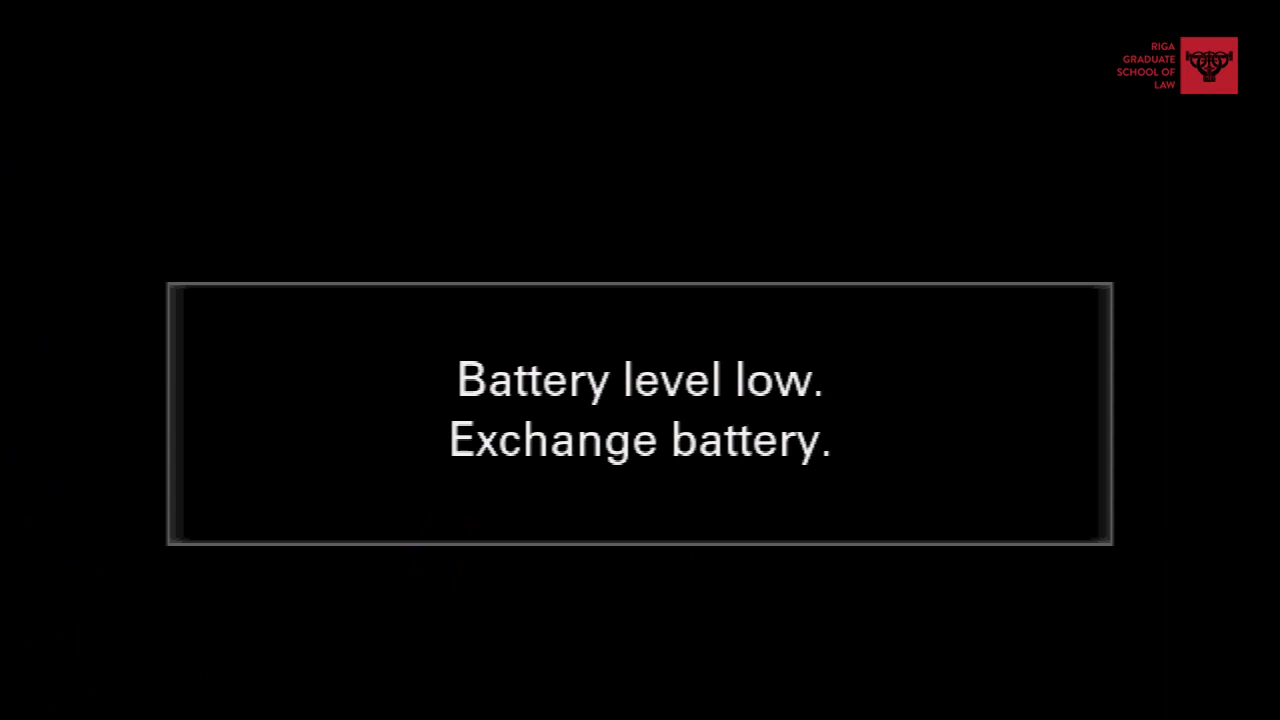 RIGA
GRADUATE
SCHOOL OF
LAW
Battery level low.
Exchange battery.